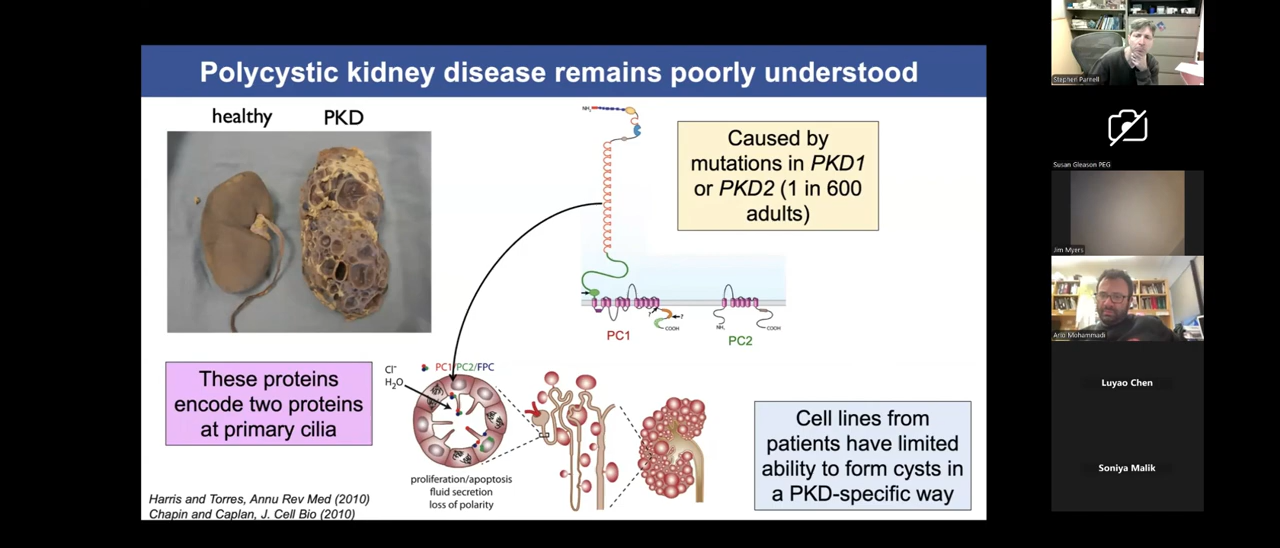 Polycystic kidney disease remains poorly understood
healthy
PKD
NH₂
Caused by
mutations in PKD1
or PKD2 (1 in 600
adults)
?
?
COOH
NH₂
COOH
PC1
PC2
These proteins
encode two proteins
at primary cilia
Cl⁻
H₂O
PC1/PC2/FPC
proliferation/apoptosis
fluid secretion
loss of polarity
Cell lines from
patients have limited
ability to form cysts in
a PKD-specific way
Harris and Torres, Annu Rev Med (2010)
Chapin and Caplan, J. Cell Bio (2010)
Stephen Parnell
Susan Gleason PEG
Jim Myers
Ario Mohammadi
Luyao Chen
Soniya Malik